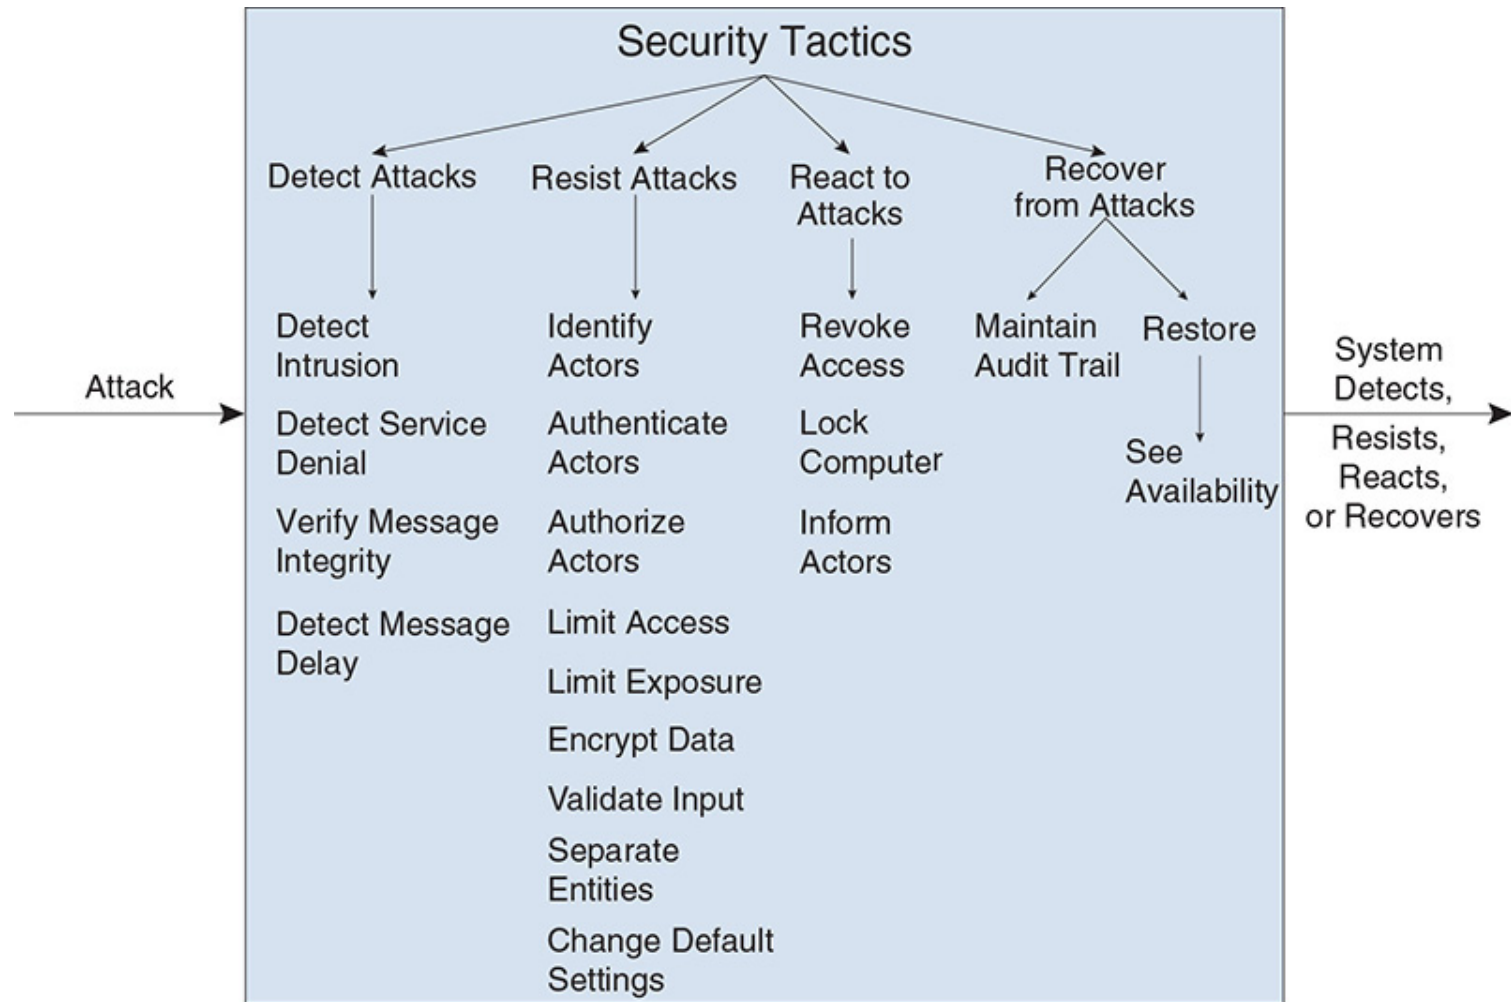 Security Tactics
Detect Attacks
Resist Attacks
React to
Attacks
Recover
from Attacks
Attack
Detect
Intrusion
Detect Service
Denial
Verify Message
Integrity
Detect Message
Delay
Identify
Actors
Authenticate
Actors
Authorize
Actors
Limit Access
Limit Exposure
Encrypt Data
Validate Input
Separate
Entities
Change Default
Settings
Revoke
Access
Lock
Computer
Inform
Actors
Maintain
Audit Trail
Restore
See
Availability
System
Detects,
Resists,
Reacts,
or Recovers